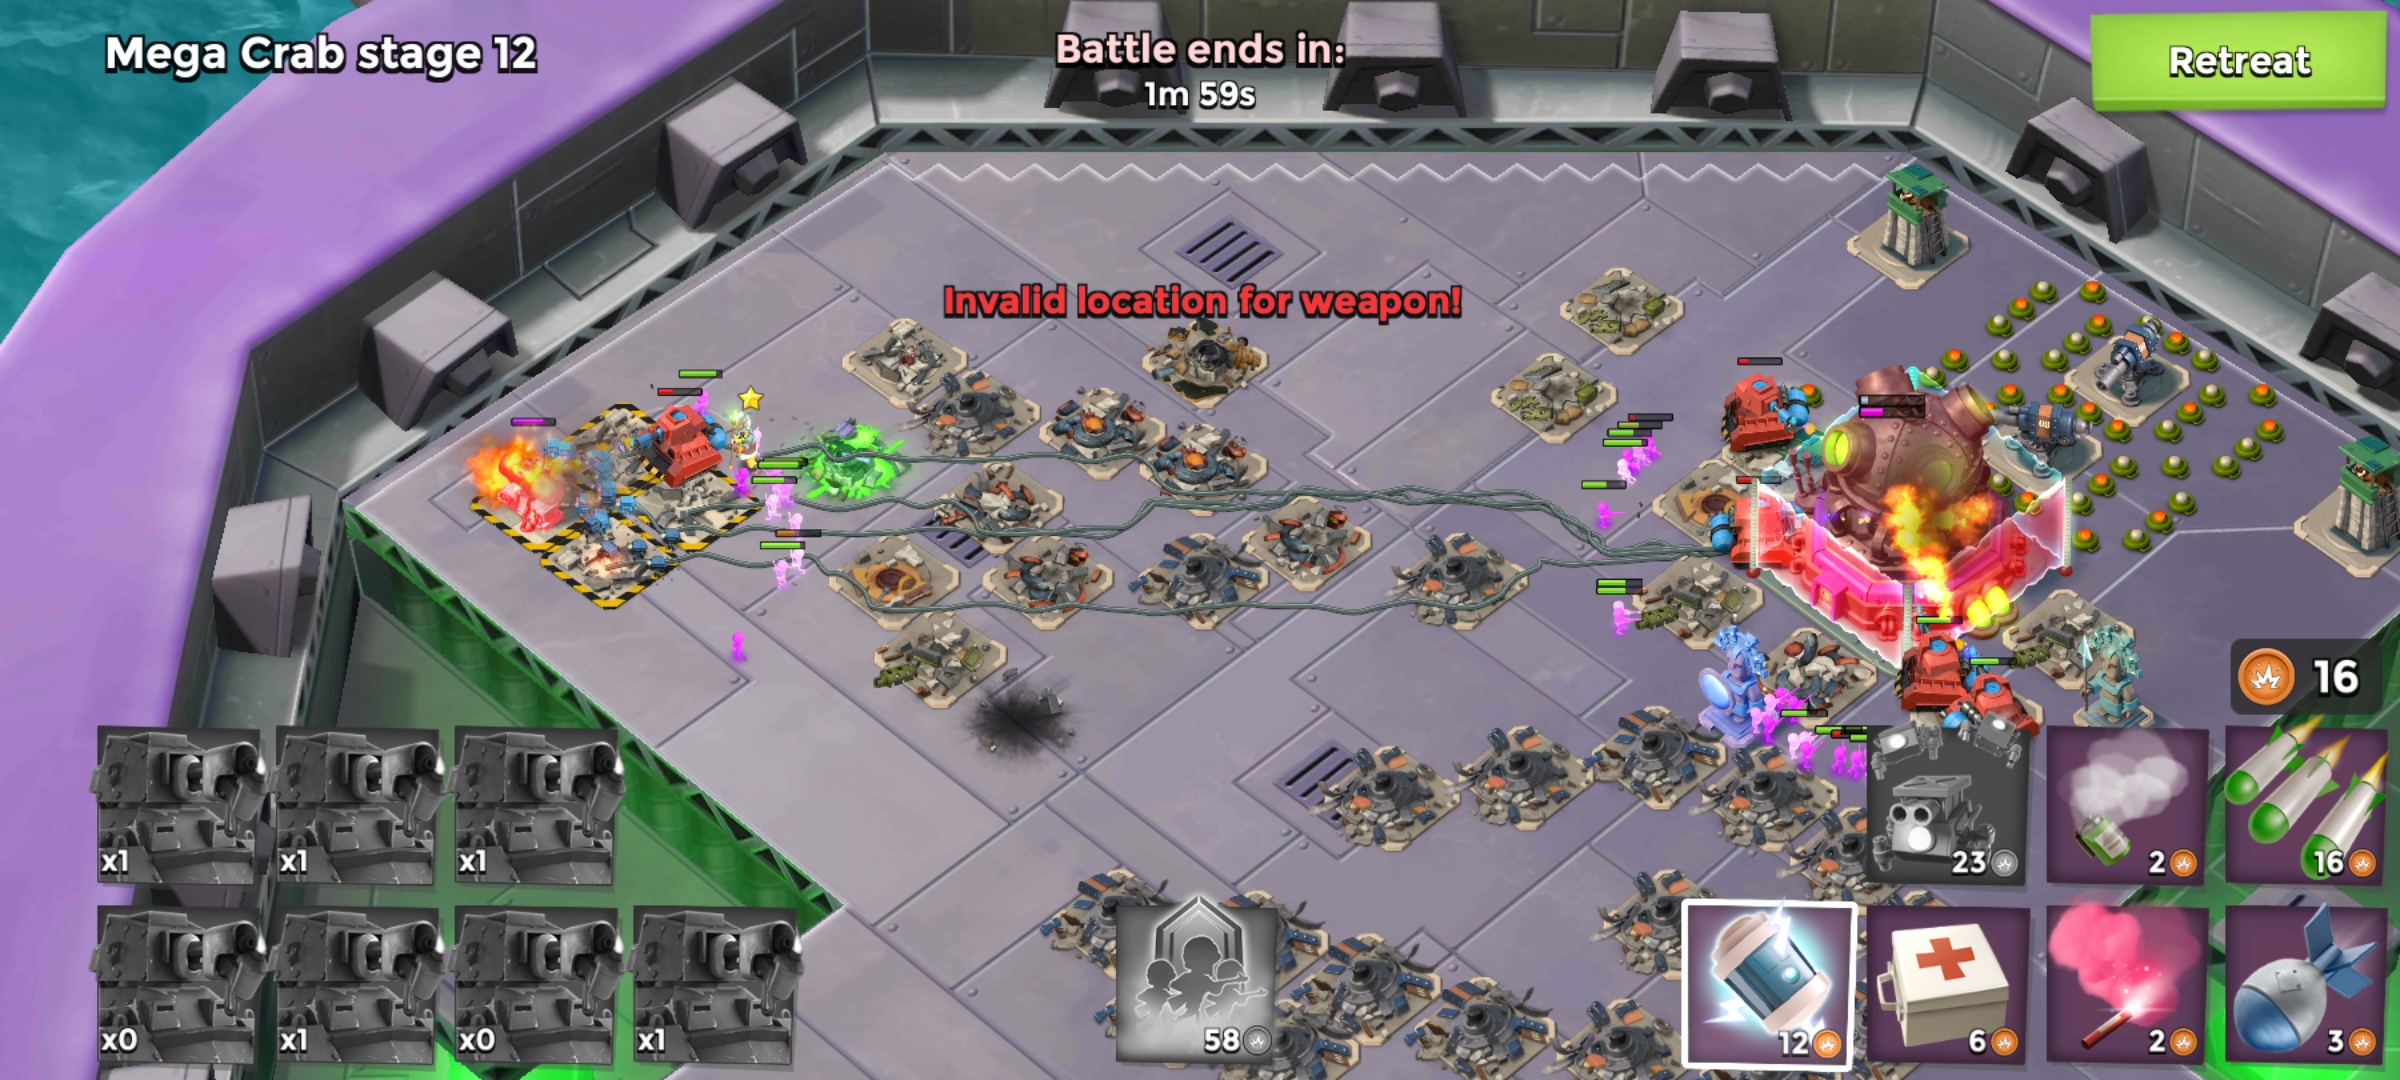 Mega Crab stage 12
Battle ends in:
1m 59s
Retreat
Invalid location for weapon!
16
x1
x1
x1
23
2
16
x0
x1
x0
x1
58
12
6
2
3